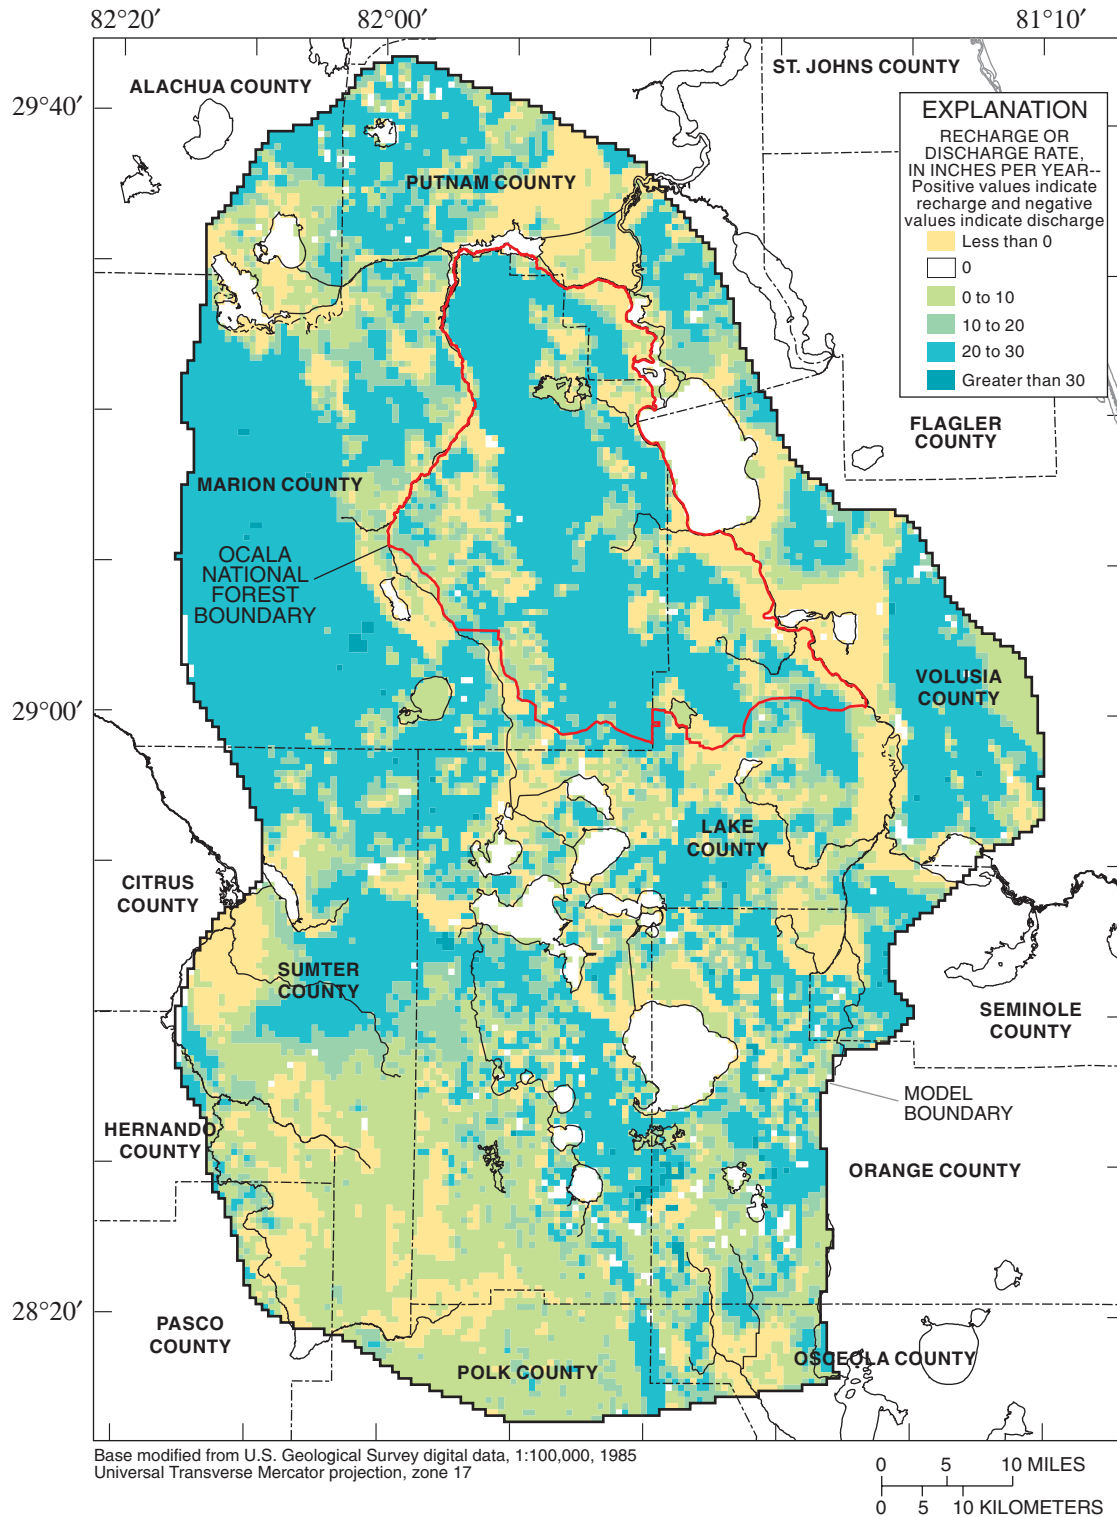 82°20′
82°00′
81°10′
29°40′
29°00′
28°20′
ALACHUA COUNTY
ST. JOHNS COUNTY
PUTNAM COUNTY
EXPLANATION
RECHARGE OR
DISCHARGE RATE,
IN INCHES PER YEAR--
Positive values indicate
recharge and negative
values indicate discharge
Less than 0
0
0 to 10
10 to 20
20 to 30
Greater than 30
FLAGLER
COUNTY
MARION COUNTY
OCALA
NATIONAL
FOREST
BOUNDARY
VOLUSIA
COUNTY
LAKE
COUNTY
CITRUS
COUNTY
SUMTER
COUNTY
SEMINOLE
COUNTY
MODEL
BOUNDARY
HERNANDO
COUNTY
ORANGE COUNTY
PASCO
COUNTY
POLK COUNTY
OSCEOLA COUNTY
Base modified from U.S. Geological Survey digital data, 1:100,000, 1985
Universal Transverse Mercator projection, zone 17
0 5 10 MILES
0 5 10 KILOMETERS